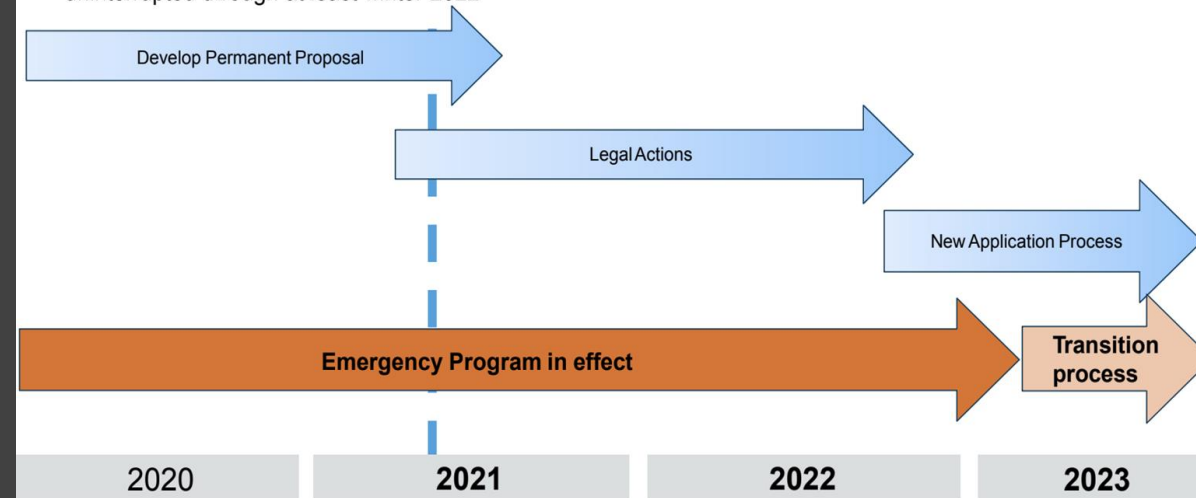 Develop Permanent Proposal
Legal Actions
New Application Process
Emergency Program in effect
Transition
process
2020
2021
2022
2023